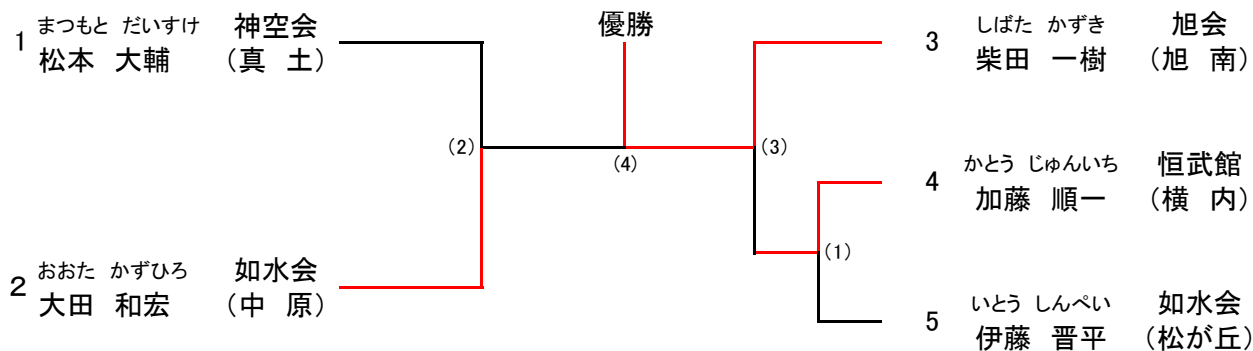 1 まつもと だいすけ 神空会
松本 大輔 （真 土）
2 おおた かずひろ 如水会
大田 和宏 （中 原）
優勝
（2）
（4）
（3）
（1）
3 しばた かずき 旭会
柴田 一樹 （旭 南）
4 かとう じゅんいち 恒武館
加藤 順一 （横 内）
5 いとう しんぺい 如水会
伊藤 晋平 （松が丘）